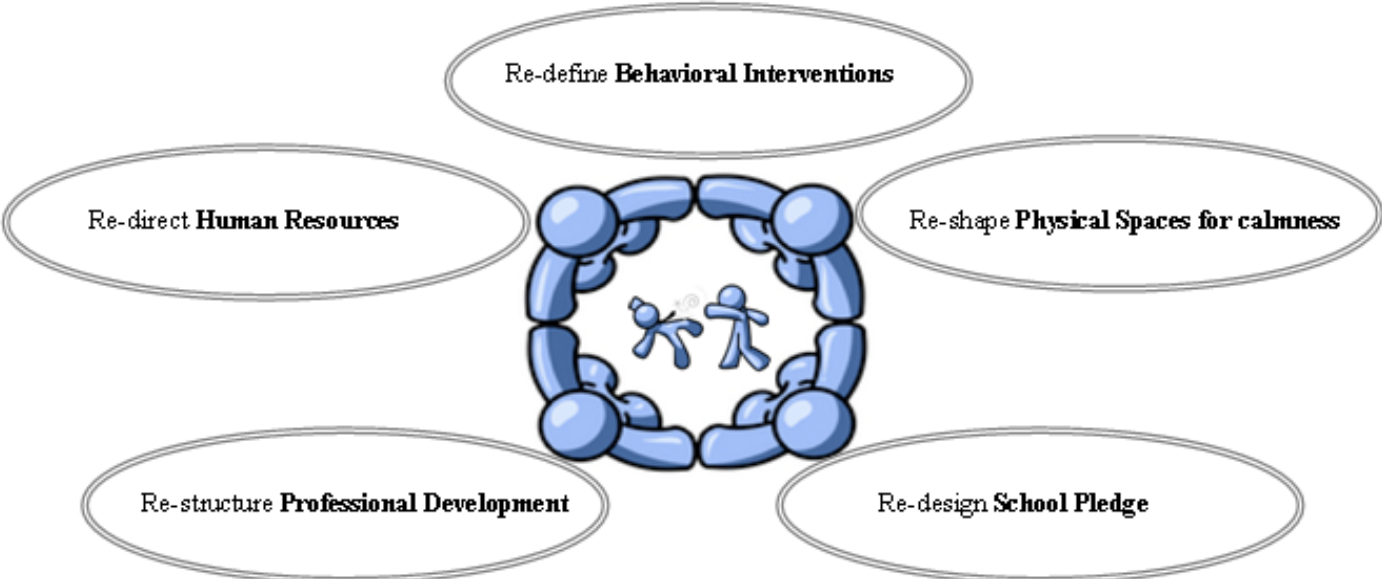 Re-define Behavioral Interventions
Re-direct Human Resources
Re-shape Physical Spaces for calmness
Re-structure Professional Development
Re-design School Pledge